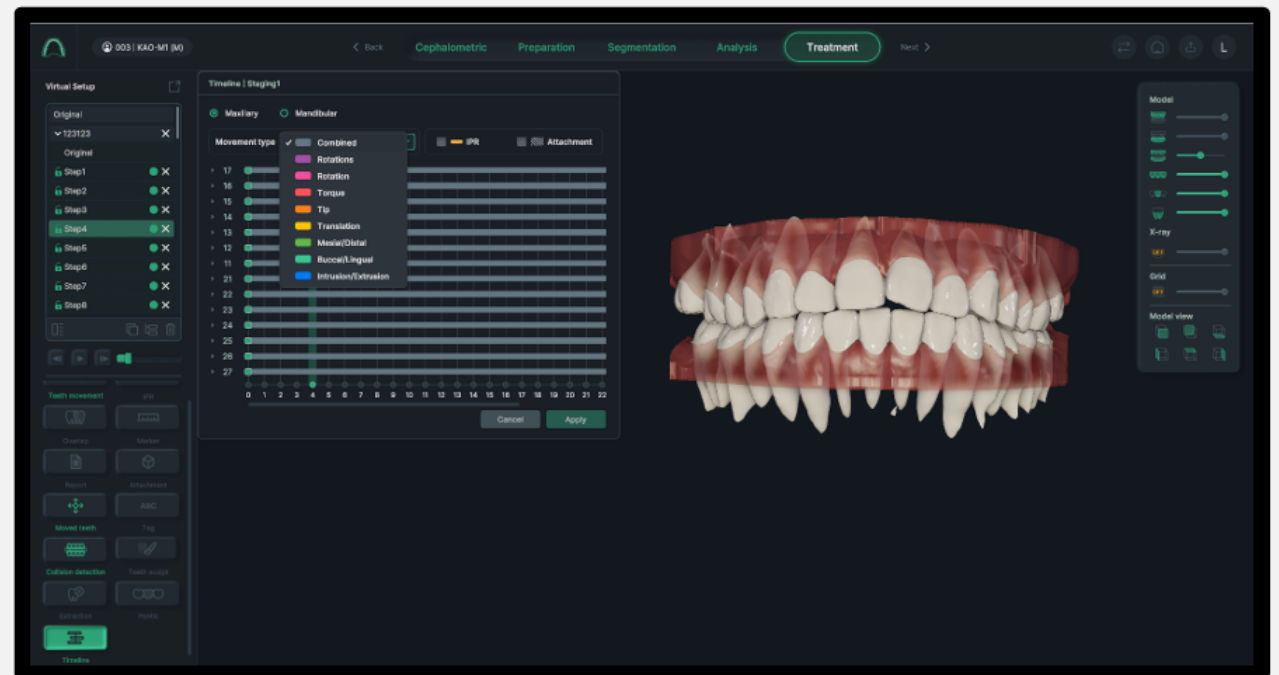 003 | KAO-M1 (M)
Back
Cephalometric
Preparation
Segmentation
Analysis
Treatment
Next
L
Virtual Setup
Original
123123
Original
Step1
Step2
Step3
Step4
Step5
Step6
Step7
Step8
Teeth movement
IPR
Overlay
Marker
Report
Attachment
ABC
Moved teeth
Tag
Collision detection
Teeth sculpt
Extraction
Pontic
Timeline
Timeline | Staging1
Maxillary
Mandibular
Movement type
Combined
Rotations
Rotation
Torque
Tip
Translation
Mesial/Distal
Buccal/Lingual
Intrusion/Extrusion
IPR
Attachment
17
16
15
14
13
12
11
21
22
23
24
25
26
27
0 1 2 3 4 5 6 7 8 9 10 11 12 13 14 15 16 17 18 19 20 21 22
Cancel
Apply
Model
X-ray
OFF
Grid
OFF
Model view